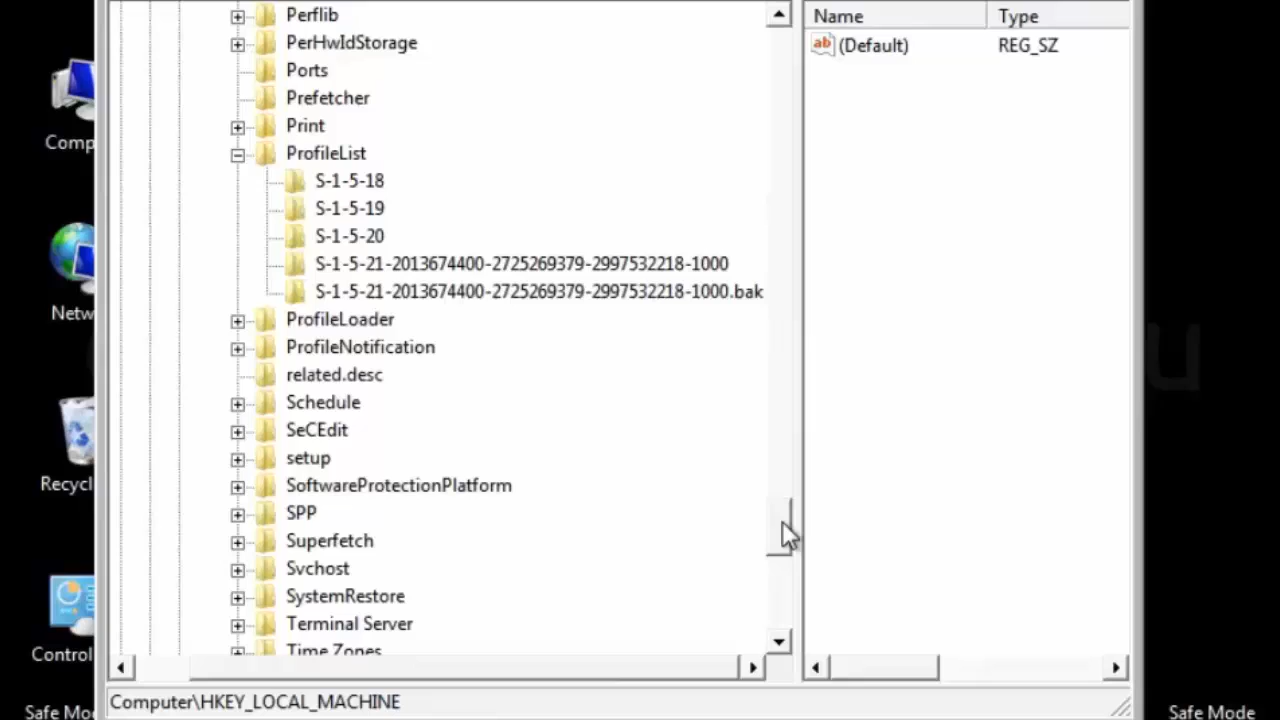 Perflib
PerHwIdStorage
Ports
Prefetcher
Print
ProfileList
S-1-5-18
S-1-5-19
S-1-5-20
S-1-5-21-2013674400-2725269379-2997532218-1000
S-1-5-21-2013674400-2725269379-2997532218-1000.bak
ProfileLoader
ProfileNotification
related.desc
Schedule
SeCEdit
setup
SoftwareProtectionPlatform
SPP
Superfetch
Svchost
SystemRestore
Terminal Server
Time Zones
Name Type
ab (Default) REG_SZ
Computer\HKEY_LOCAL_MACHINE
Comp
Netw
Recycl
Control
Safe Mo
Safe Mode
u